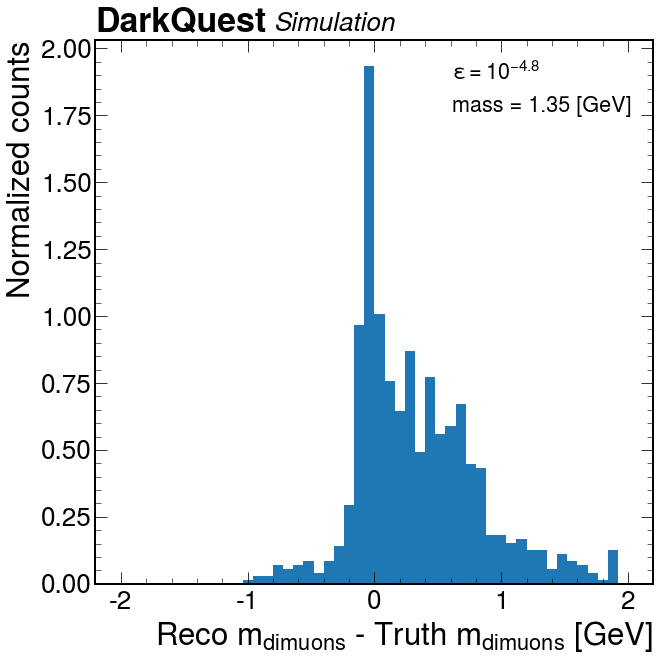 DarkQuest Simulation
ε = 10^−4.8
mass = 1.35 [GeV]
Normalized counts
2.00
1.75
1.50
1.25
1.00
0.75
0.50
0.25
0.00
-2 -1 0 1 2
Reco m_dimuons - Truth m_dimuons [GeV]